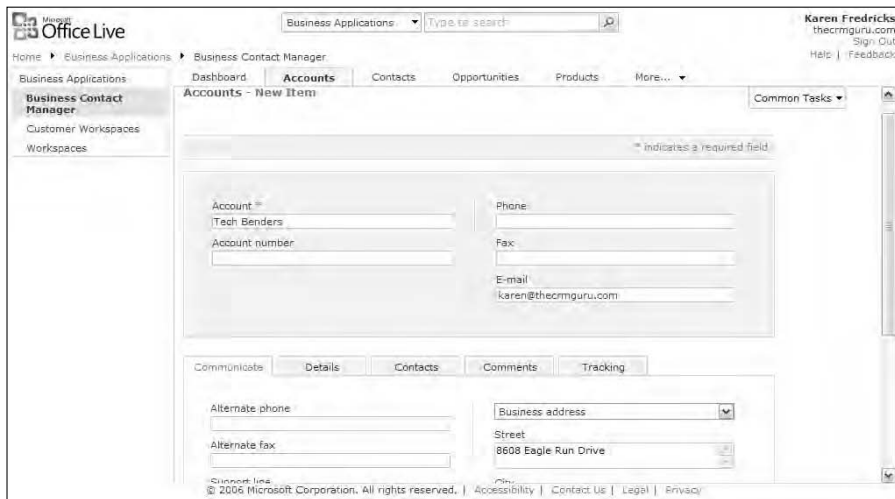 Microsoft
Office Live
Business Applications
Type to search
Karen Fredricks
thecrmguru.com
Sign Out
Help | Feedback
Home ▶ Business Applications ▶ Business Contact Manager
Business Applications
Business Contact Manager
Customer Workspaces
Workspaces
Dashboard Accounts Contacts Opportunities Products More...
Accounts - New Item
Common Tasks
* indicates a required field
Account *
Tech Benders
Account number
Phone
Fax
E-mail
karen@thecrmguru.com
Communicate Details Contacts Comments Tracking
Alternate phone
Alternate fax
Support line
Business address
Street
8608 Eagle Run Drive
City
© 2006 Microsoft Corporation. All rights reserved. | Accessibility | Contact Us | Legal | Privacy